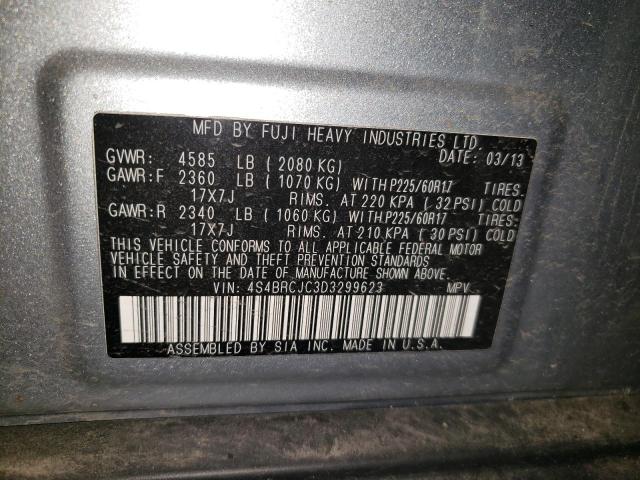 MFD BY FUJI HEAVY INDUSTRIES LTD.
GVWR: 4585 LB ( 2080 KG) DATE: 03/13
GAWR:F 2360 LB ( 1070 KG) WITH P225/60R17 TIRES.
17X7J RIMS. AT 220 KPA ( 32 PSI) COLD
GAWR:R 2340 LB ( 1060 KG) WITH P225/60R17 TIRES.
17X7J RIMS. AT 210 KPA ( 30 PSI) COLD
THIS VEHICLE CONFORMS TO ALL APPLICABLE FEDERAL MOTOR
VEHICLE SAFETY AND THEFT PREVENTION STANDARDS
IN EFFECT ON THE DATE OF MANUFACTURE SHOWN ABOVE.
VIN: 4S4BRCJC3D3299623 MPV
ASSEMBLED BY SIA INC. MADE IN U.S.A.